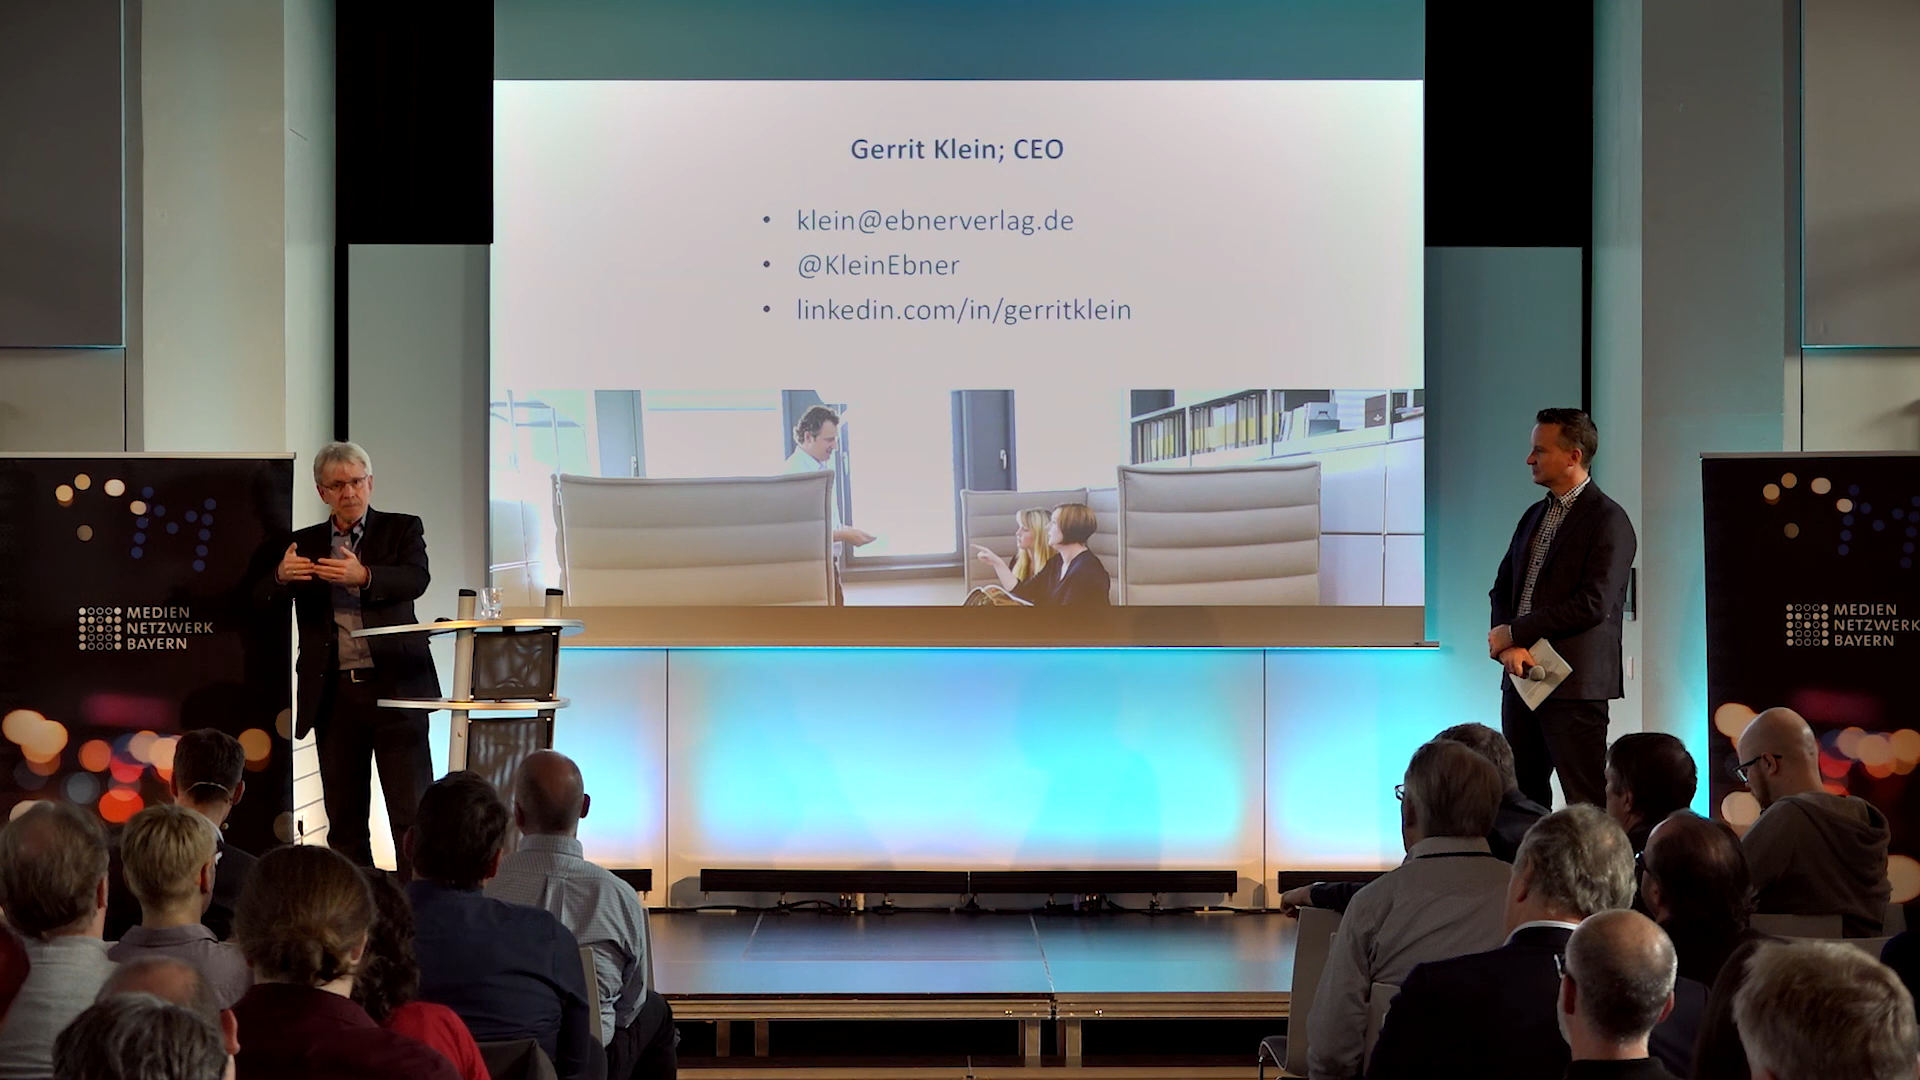 Gerrit Klein; CEO
• klein@ebnerverlag.de
• @KleinEbner
• linkedin.com/in/gerritklein
MEDIEN
NETZWERK
BAYERN
MEDIEN
NETZWERK
BAYERN